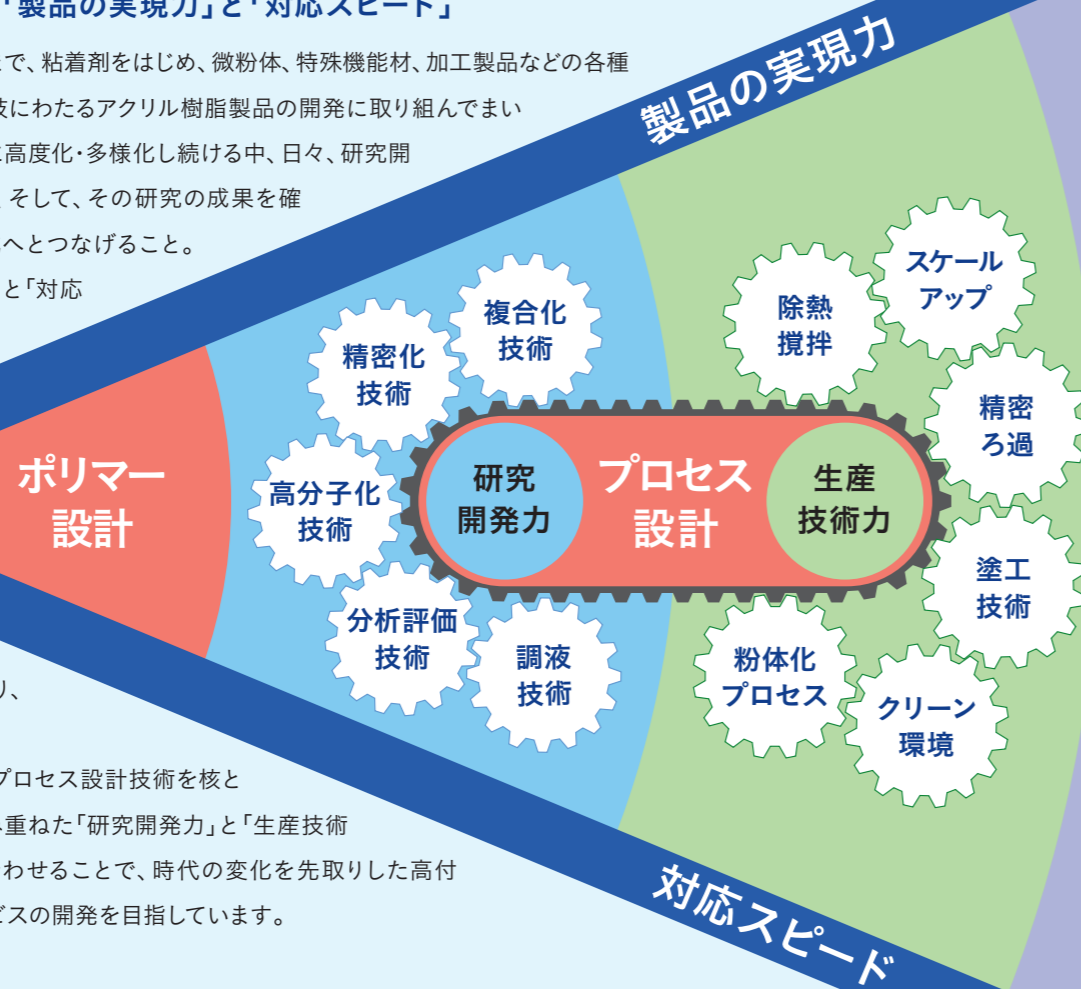 「製品の実現力」と「対応スピード」
で、粘着剤をはじめ、微粉体、特殊機能材、加工製品などの各種
にわたるアクリル樹脂製品の開発に取り組んでまい
高度化・多様化し続ける中、日々、研究開
そして、その研究の成果を確
へとつなげること。
と「対応
製品の実現力
複合化
技術
精密化
技術
高分子化
技術
分析評価
技術
調液
技術
ポリマー
設計
研究
開発力
プロセス
設計
生産
技術力
除熱
撹拌
スケール
アップ
精密
ろ過
塗工
技術
クリーン
環境
粉体化
プロセス
対応スピード
り、
プロセス設計技術を核と
重ねた「研究開発力」と「生産技術
わせることで、時代の変化を先取りした高付
ビスの開発を目指しています。